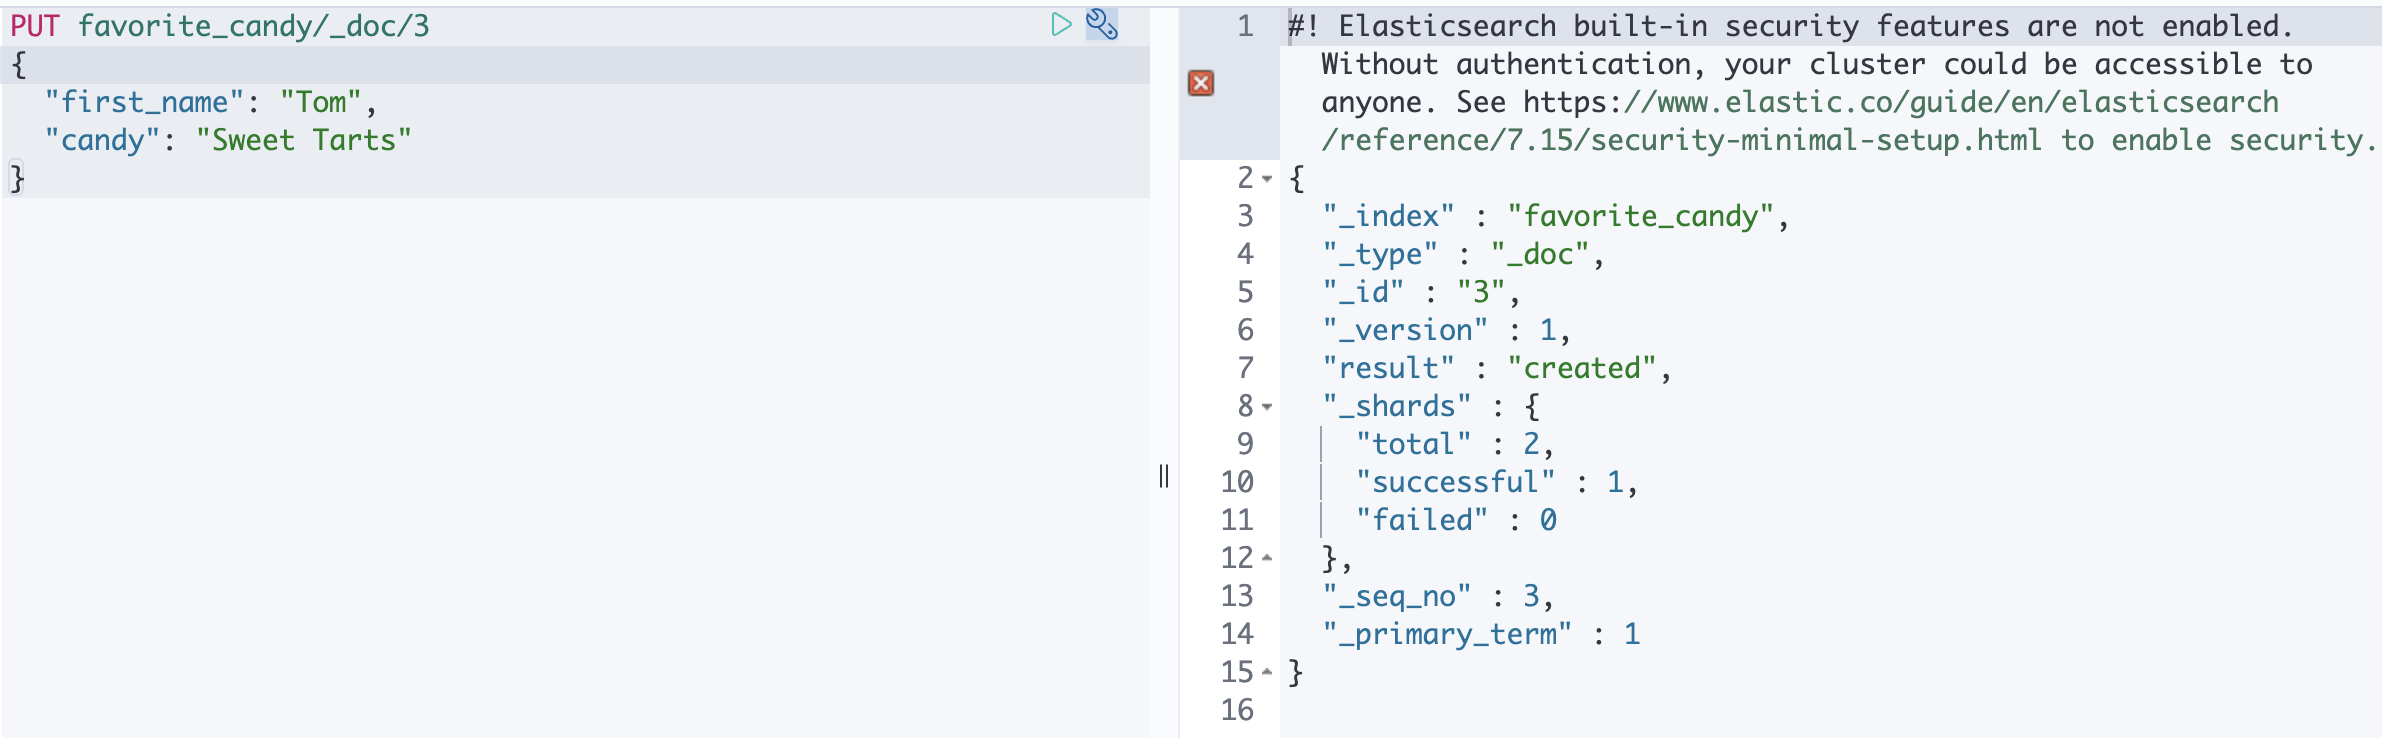 PUT favorite_candy/_doc/3
{
  "first_name": "Tom",
  "candy": "Sweet Tarts"
}
1 #! Elasticsearch built-in security features are not enabled.
Without authentication, your cluster could be accessible to
anyone. See https://www.elastic.co/guide/en/elasticsearch
/reference/7.15/security-minimal-setup.html to enable security.
2 {
3   "_index" : "favorite_candy",
4   "_type" : "_doc",
5   "_id" : "3",
6   "_version" : 1,
7   "result" : "created",
8   "_shards" : {
9     "total" : 2,
10     "successful" : 1,
11     "failed" : 0
12   },
13   "_seq_no" : 3,
14   "_primary_term" : 1
15 }
16